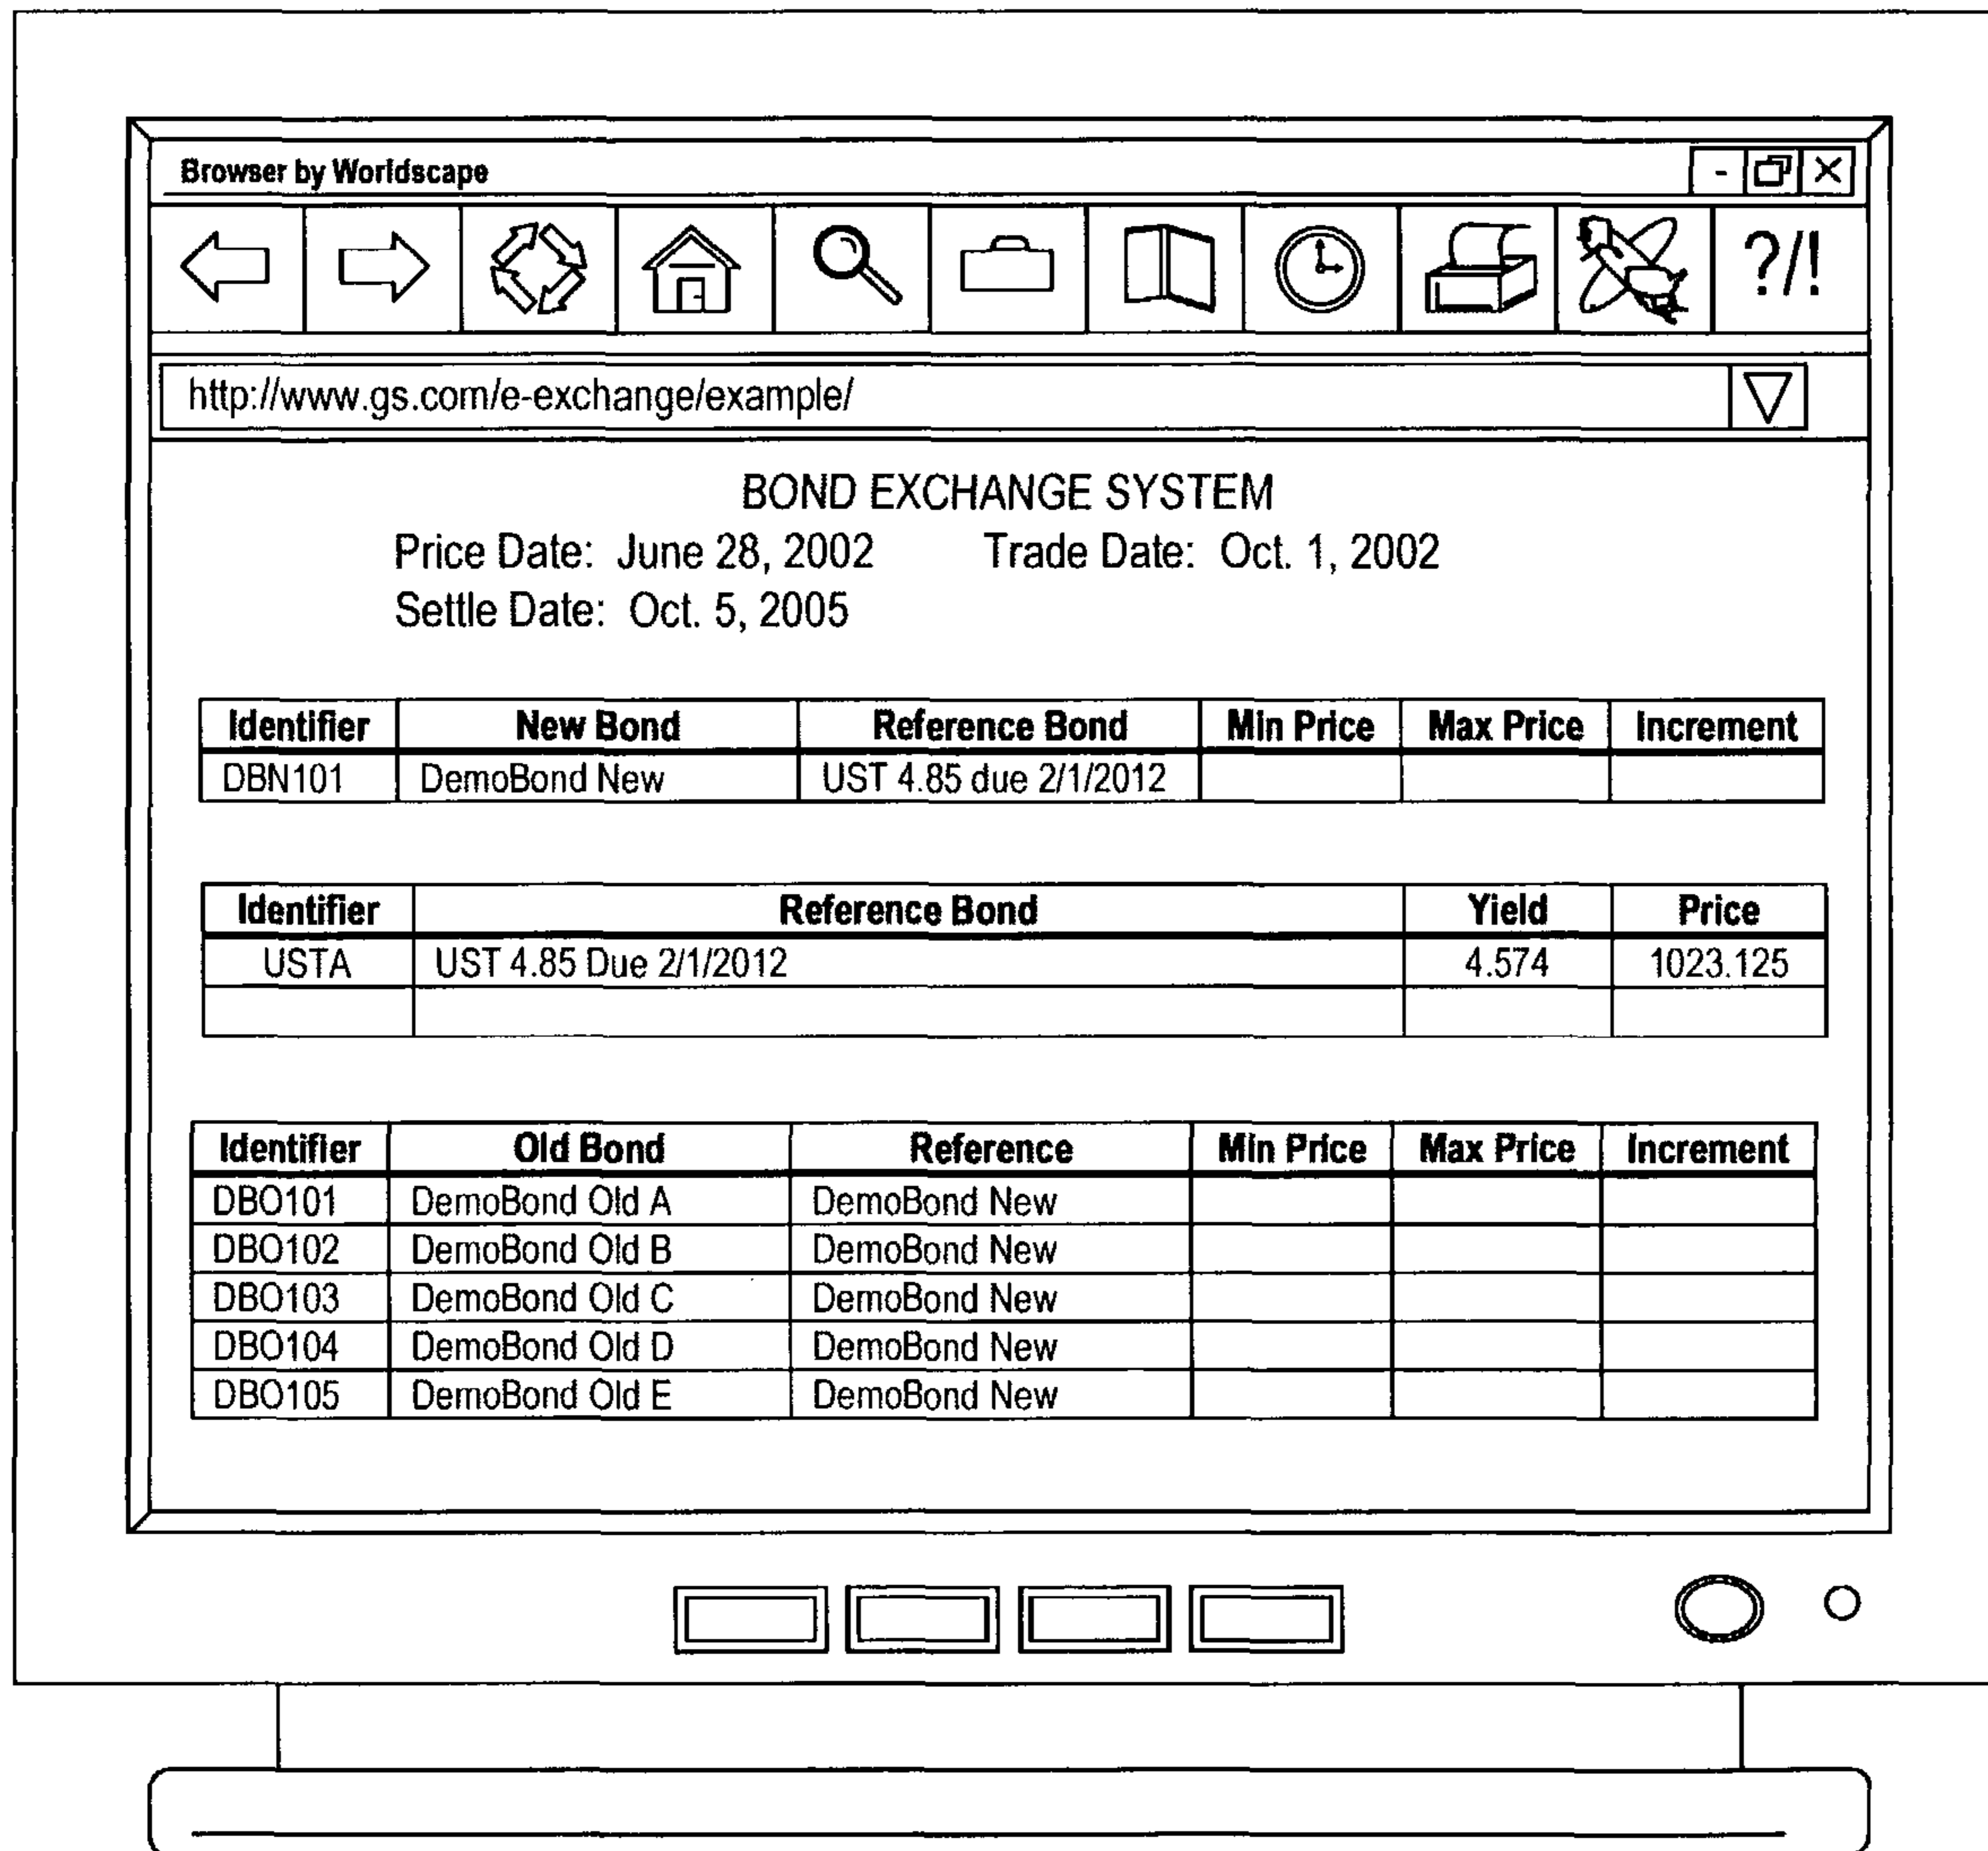 Browser by Worldscape
?/!
http://www.gs.com/e-exchange/example/
BOND EXCHANGE SYSTEM
Price Date: June 28, 2002 Trade Date: Oct. 1, 2002
Settle Date: Oct. 5, 2005
Identifier New Bond Reference Bond Min Price Max Price Increment
DBN101 DemoBond New UST 4.85 due 2/1/2012
Identifier Reference Bond Yield Price
USTA UST 4.85 Due 2/1/2012 4.574 1023.125
Identifier Old Bond Reference Min Price Max Price Increment
DBO101 DemoBond Old A DemoBond New
DBO102 DemoBond Old B DemoBond New
DBO103 DemoBond Old C DemoBond New
DBO104 DemoBond Old D DemoBond New
DBO105 DemoBond Old E DemoBond New